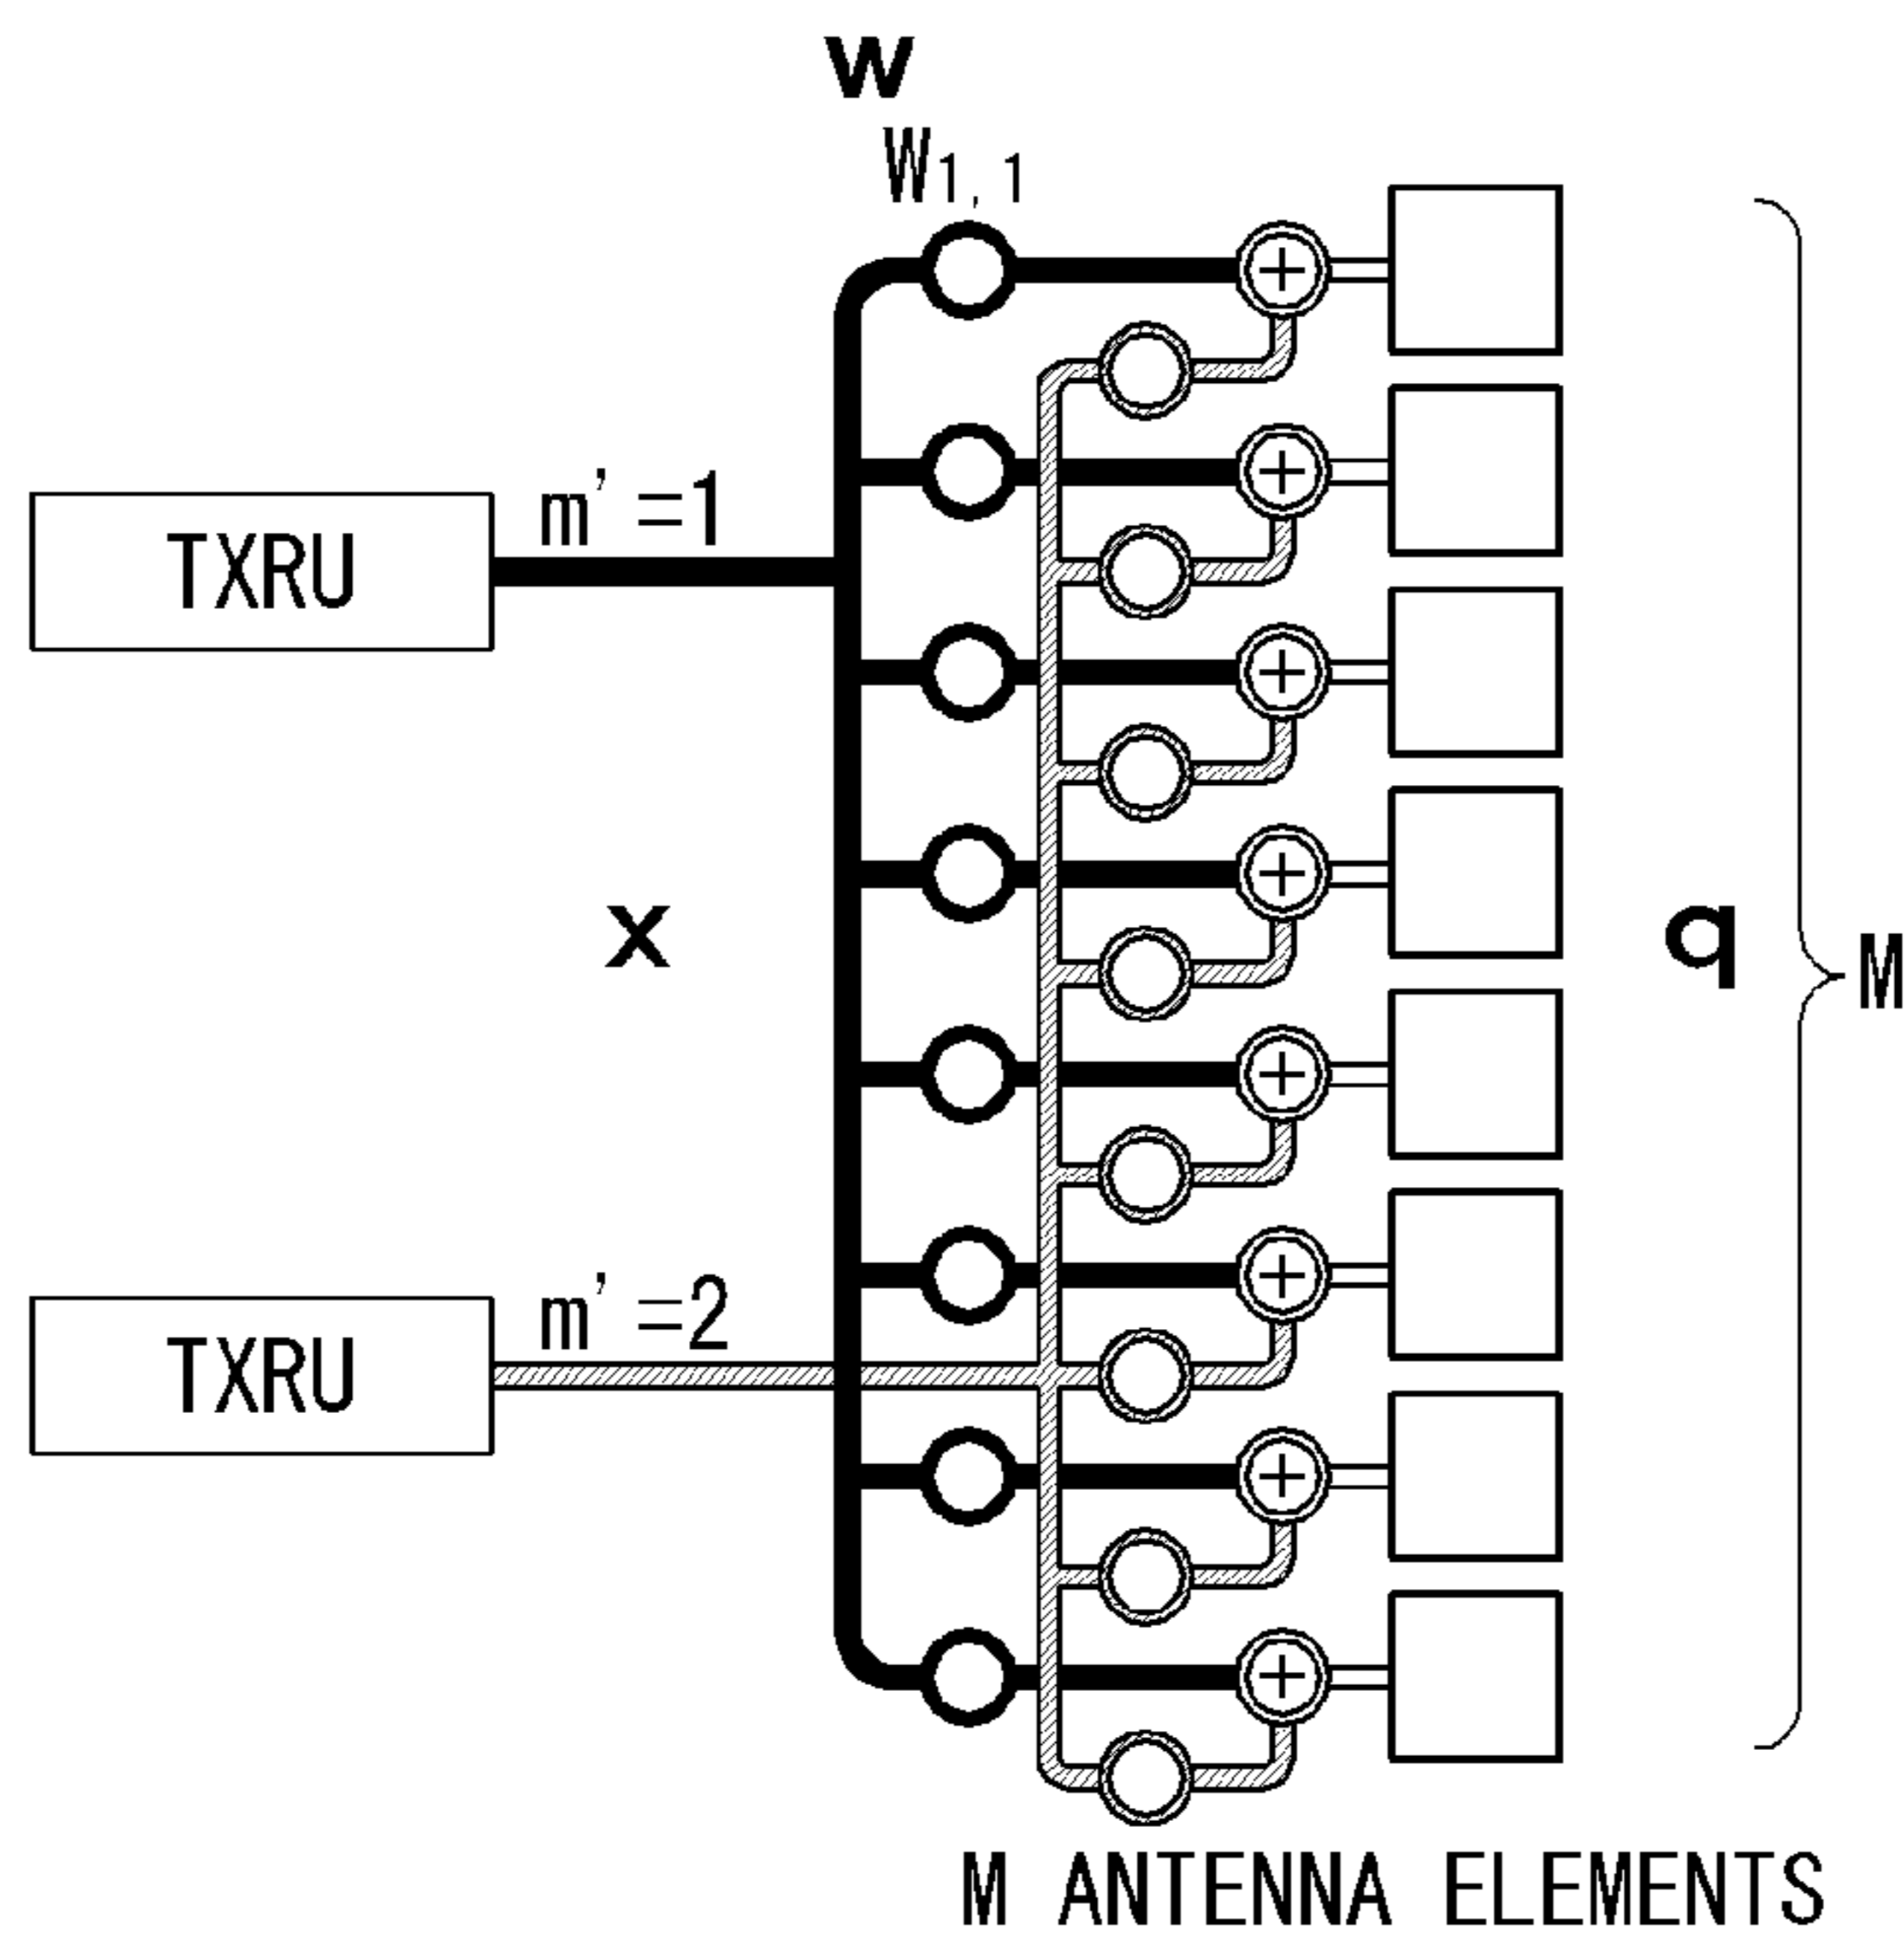 w
W1,1
m'=1
TXRU
x
q
M
m'=2
TXRU
M ANTENNA ELEMENTS